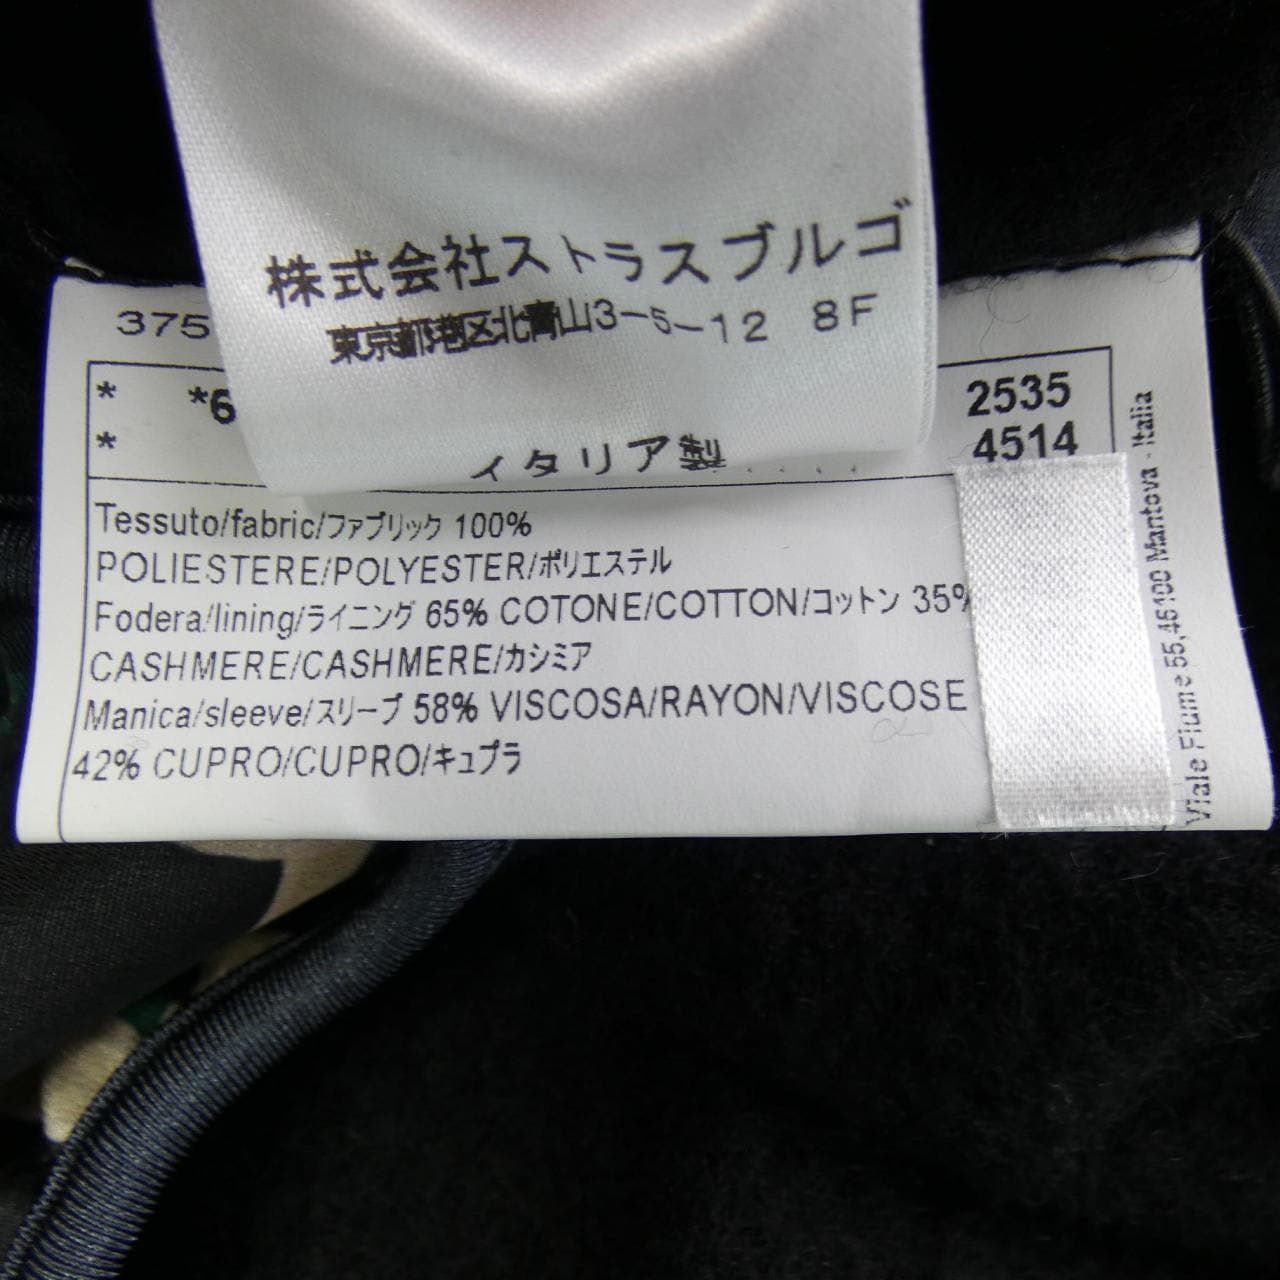 株式会社ストラスブルゴ
東京都港区北青山3-5-12 8F
イタリア製
375
* *6 2535
* 4514
Tessuto/fabric/ファブリック 100%
POLIESTERE/POLYESTER/ポリエステル
Fodera/lining/ライニング 65% COTONE/COTTON/コットン 35%
CASHMERE/CASHMERE/カシミア
Manica/sleeve/スリーブ 58% VISCOSA/RAYON/VISCOSE
42% CUPRO/CUPRO/キュプラ
Viale Fiume 55,46100 Mantova - Italia